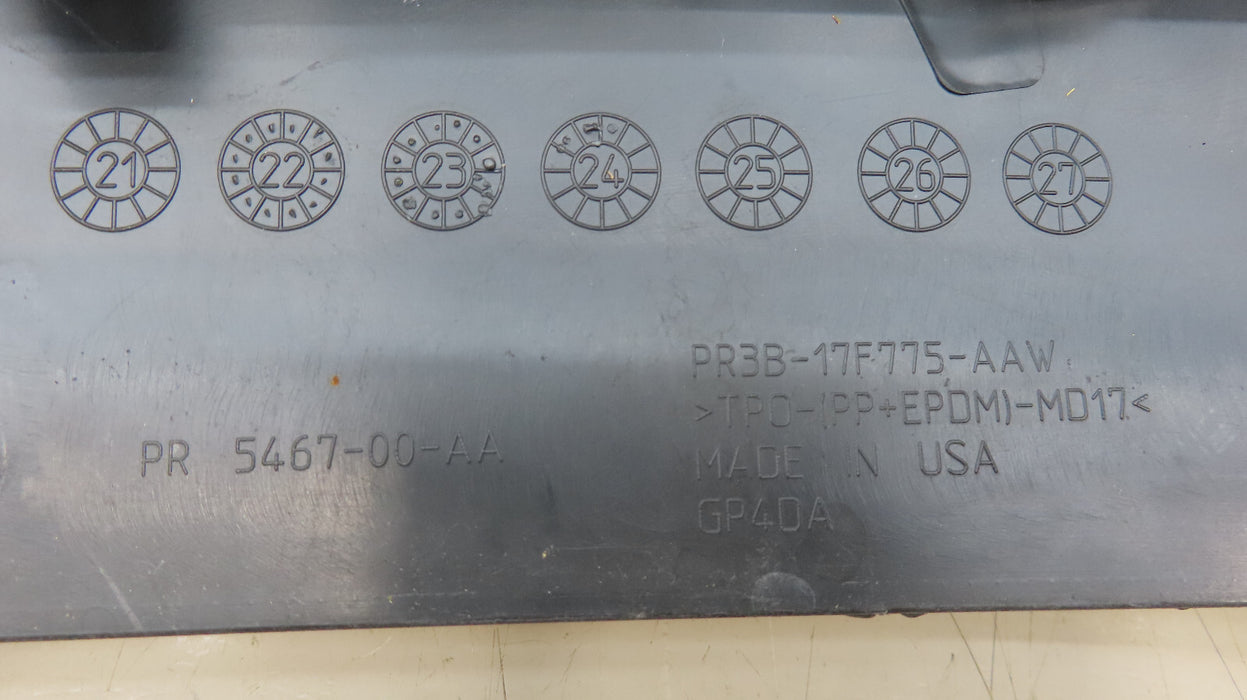 21 22 23 24 25 26 27
PR3B-17F775-AAW
>TPO-(PP+EPDM)-MD17<
PR 5467-00-AA
MADE IN USA
GP4DA